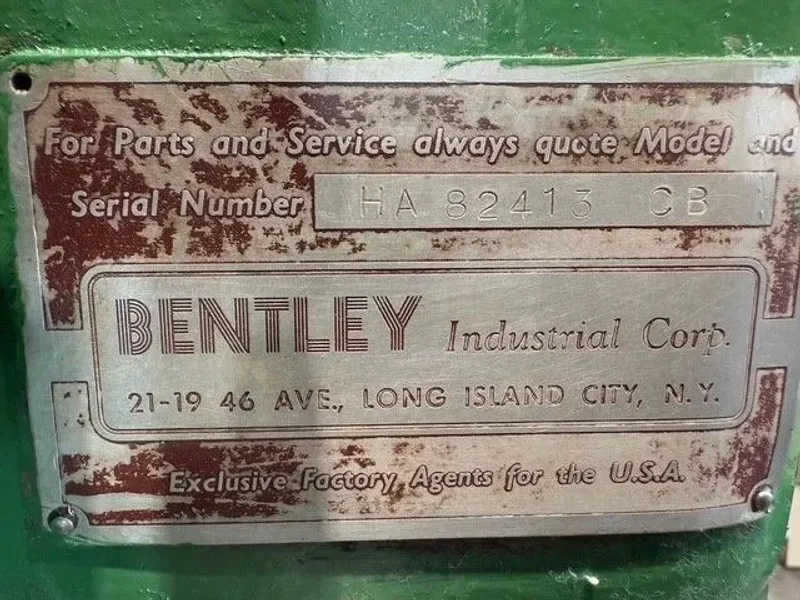 For Parts and Service always quote Model and
Serial Number HA 82413 CB
BENTLEY Industrial Corp.
21-19 46 AVE., LONG ISLAND CITY, N.Y.
Exclusive Factory Agents for the U.S.A.